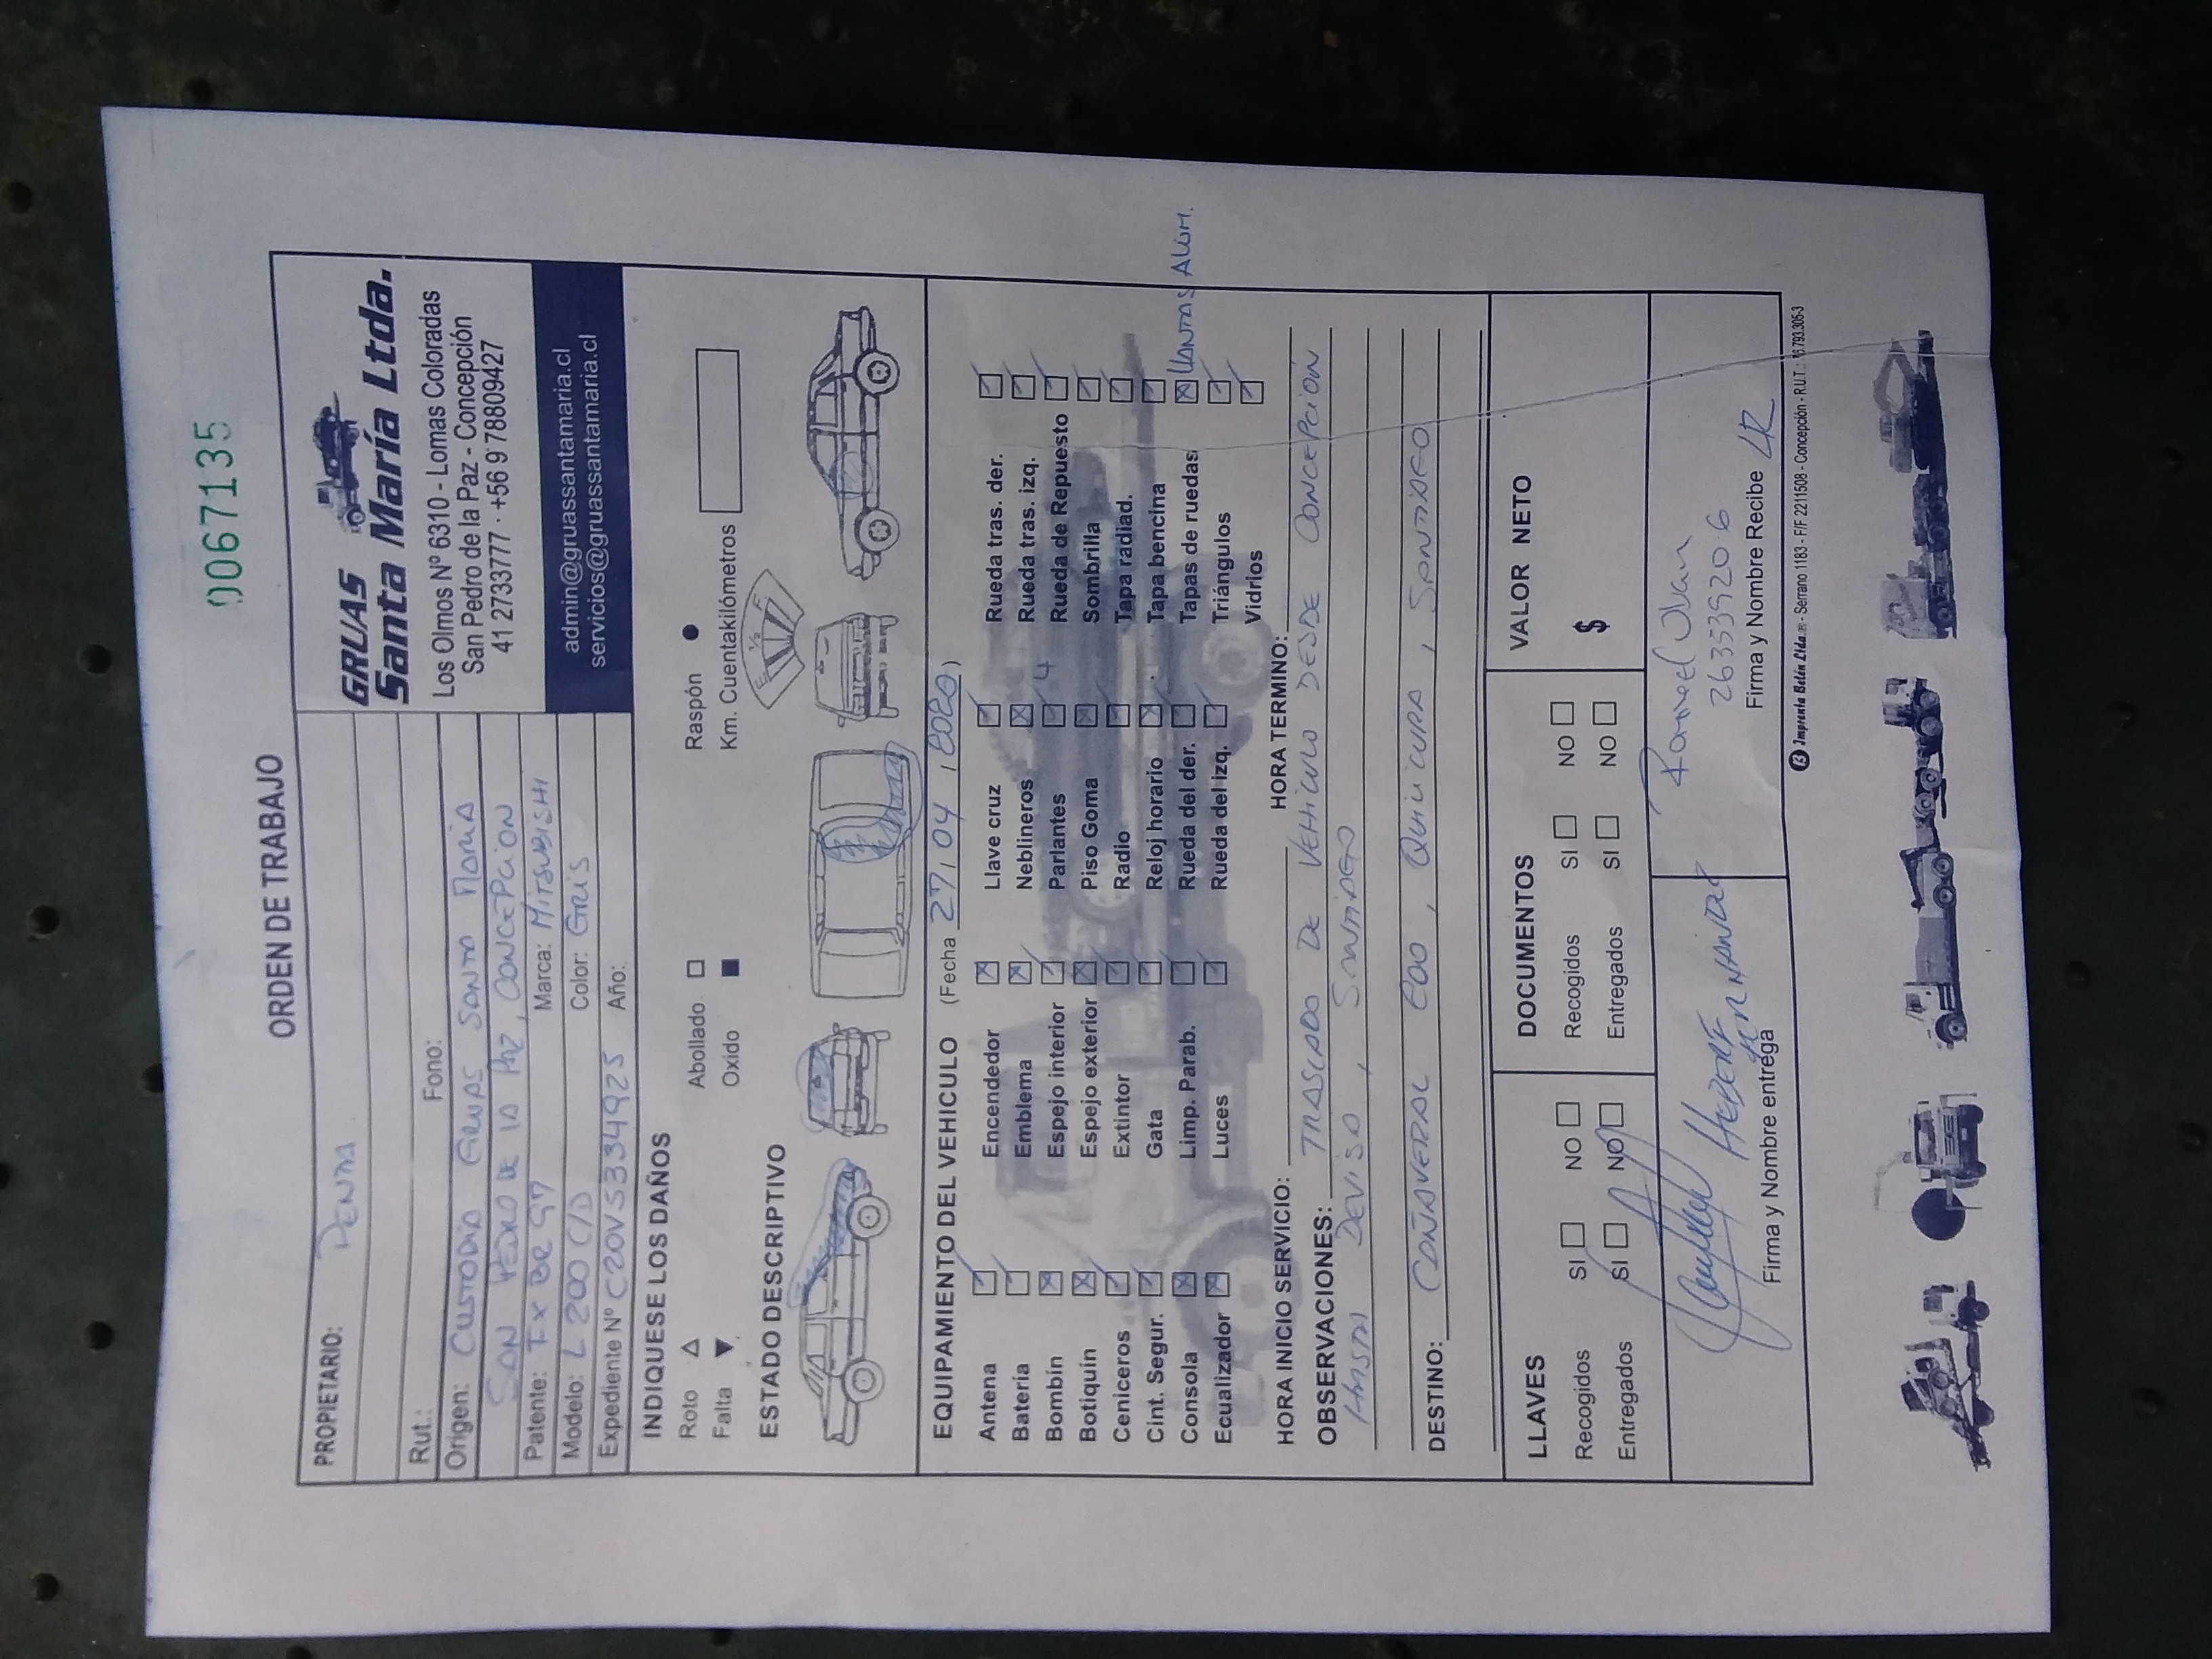 0067135
ORDEN DE TRABAJO
PROPIETARIO: PENTA
Rut.: Fono:
Origen: CUSTODIA GRUAS SANTA MARIA
SAN PEDRO DE LA PAZ, CONCEPCION
Patente: Marca: MITSUBISHI
Modelo: L 200 C/D Color: GRIS
Expediente Nº C20VS334925 Año:
GRUAS
Santa María Ltda.
Los Olmos Nº 6310 - Lomas Coloradas
San Pedro de la Paz - Concepción
41 2733777 · +56 9 78809427
admin@gruassantamaria.cl
servicios@gruassantamaria.cl
INDIQUESE LOS DAÑOS
Roto Abollado Raspón
Falta Oxido Km. Cuentakilómetros
ESTADO DESCRIPTIVO
E 1/2 F
EQUIPAMIENTO DEL VEHICULO (Fecha 27, 04, 2020)
Antena Encendedor Llave cruz Rueda tras. der.
Batería Emblema Neblineros Rueda tras. izq.
Bombín Espejo interior Parlantes 4 Rueda de Repuesto
Botiquín Espejo exterior Piso Goma Sombrilla
Ceniceros Extintor Radio Tapa radiad.
Cint. Segur. Gata Reloj horario Tapa bencina
Consola Limp. Parab. Rueda del der. Tapas de ruedas LLANTAS ALUM.
Ecualizador Luces Rueda del izq. Triángulos
Vidrios
HORA INICIO SERVICIO: HORA TERMINO:
OBSERVACIONES: TRASLADO DE VEHICULO DESDE CONCEPCION
HASTA DEVISO, SANTIAGO
DESTINO: CAÑAVERAL 600, QUILICURA, SANTIAGO
LLAVES DOCUMENTOS VALOR NETO
Recogidos SI NO Recogidos SI NO $
Entregados SI NO Entregados SI NO
HERNANDEZ
Firma y Nombre entrega
26353920-6
Firma y Nombre Recibe
Imprenta Belén Ltda. - Serrano 1183 - F/F 2211508 - Concepción - R.U.T.: 76.793.305-3